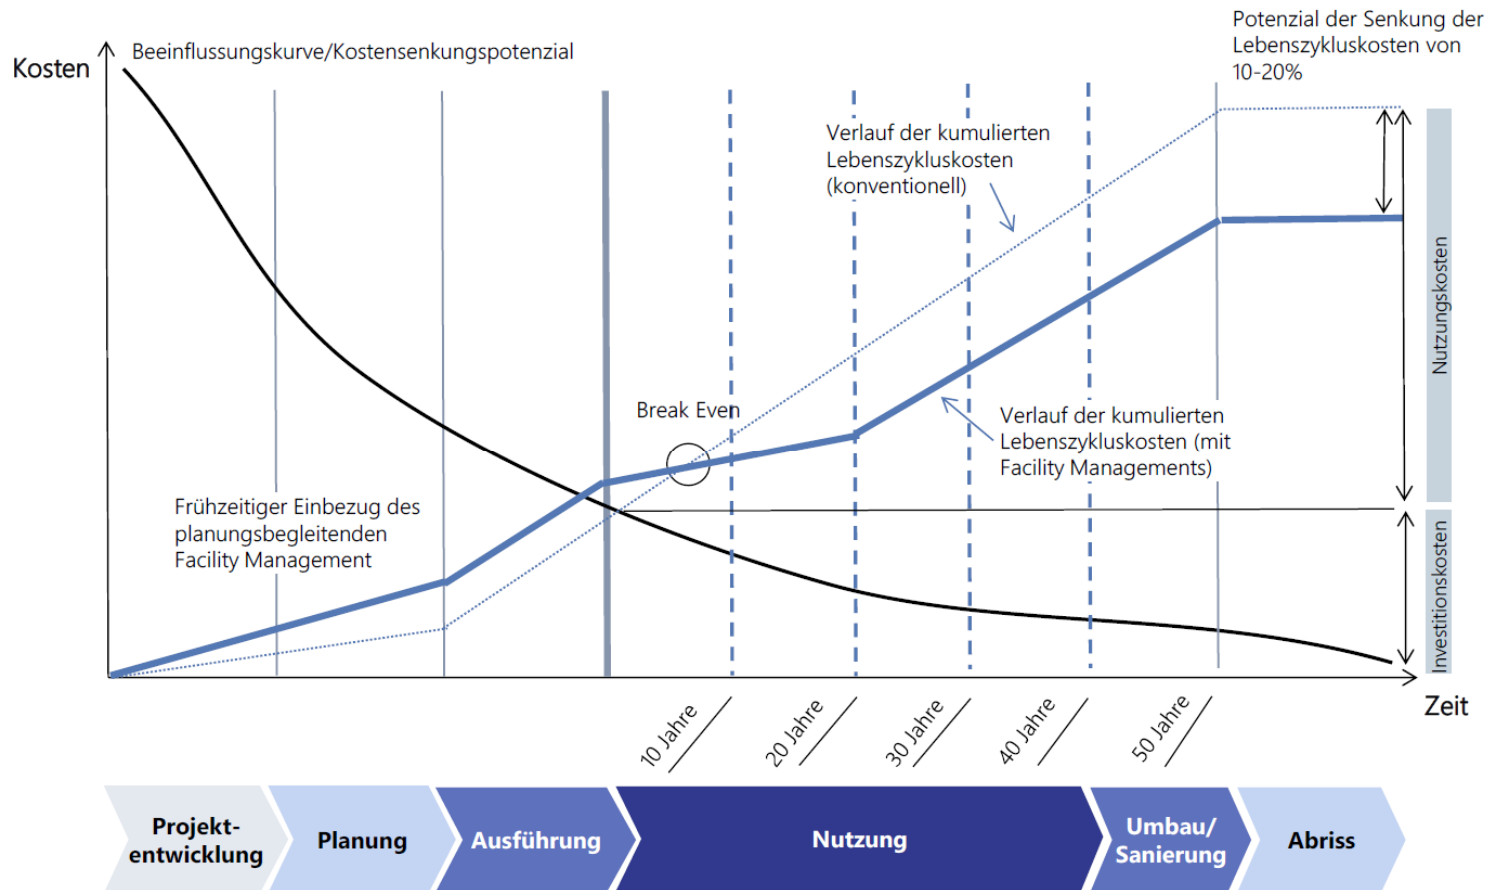 Potenzial der Senkung der
Lebenszykluskosten von
10-20%
Beeinflussungskurve/Kostensenkungspotenzial
Kosten
Verlauf der kumulierten
Lebenszykluskosten
(konventionell)
Nutzungskosten
Break Even
Verlauf der kumulierten
Lebenszykluskosten (mit
Facility Managements)
Frühzeitiger Einbezug des
planungsbegleitenden
Facility Management
Investitionskosten
Zeit
10 Jahre
20 Jahre
30 Jahre
40 Jahre
50 Jahre
Projekt-
entwicklung
Planung
Ausführung
Nutzung
Umbau/
Sanierung
Abriss